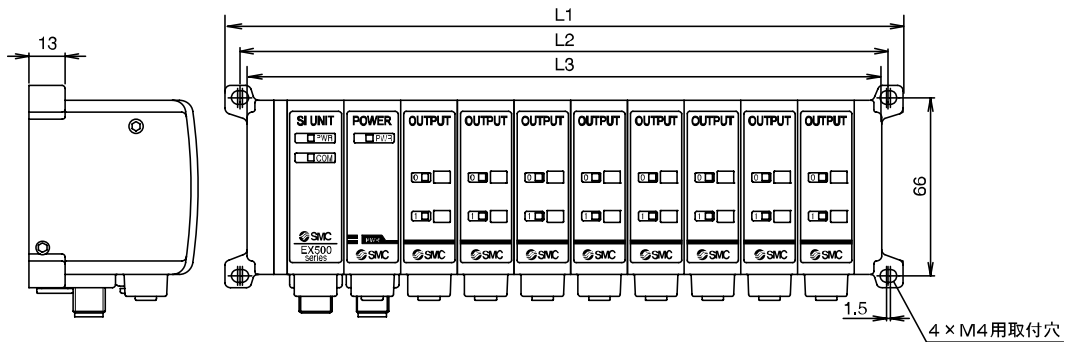 L1
13
L2
L3
SI UNIT POWER OUTPUT OUTPUT OUTPUT OUTPUT OUTPUT OUTPUT OUTPUT OUTPUT
PWR PWR
COM
0 0 0 0 0 0 0 0
1 1 1 1 1 1 1 1
66
SMC PWR
EX500 SMC SMC SMC SMC SMC SMC SMC SMC SMC
series
1.5
4×M4用取付穴